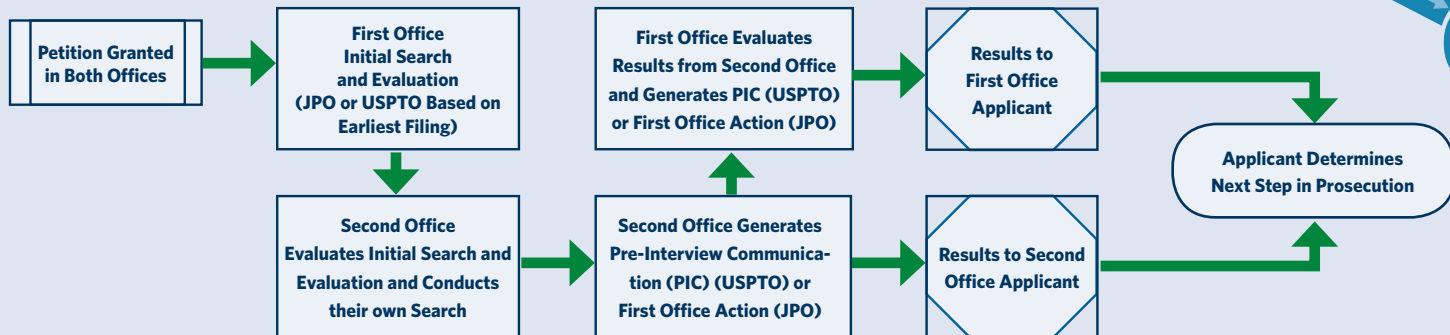 Petition Granted
in Both Offices
First Office
Initial Search
and Evaluation
(JPO or USPTO Based on
Earliest Filing)
Second Office
Evaluates Initial Search and
Evaluation and Conducts
their own Search
Second Office Generates
Pre-Interview Communica-
tion (PIC) (USPTO) or
First Office Action (JPO)
First Office Evaluates
Results from Second Office
and Generates PIC (USPTO)
or First Office Action (JPO)
Results to
First Office
Applicant
Results to Second
Office Applicant
Applicant Determines
Next Step in Prosecution